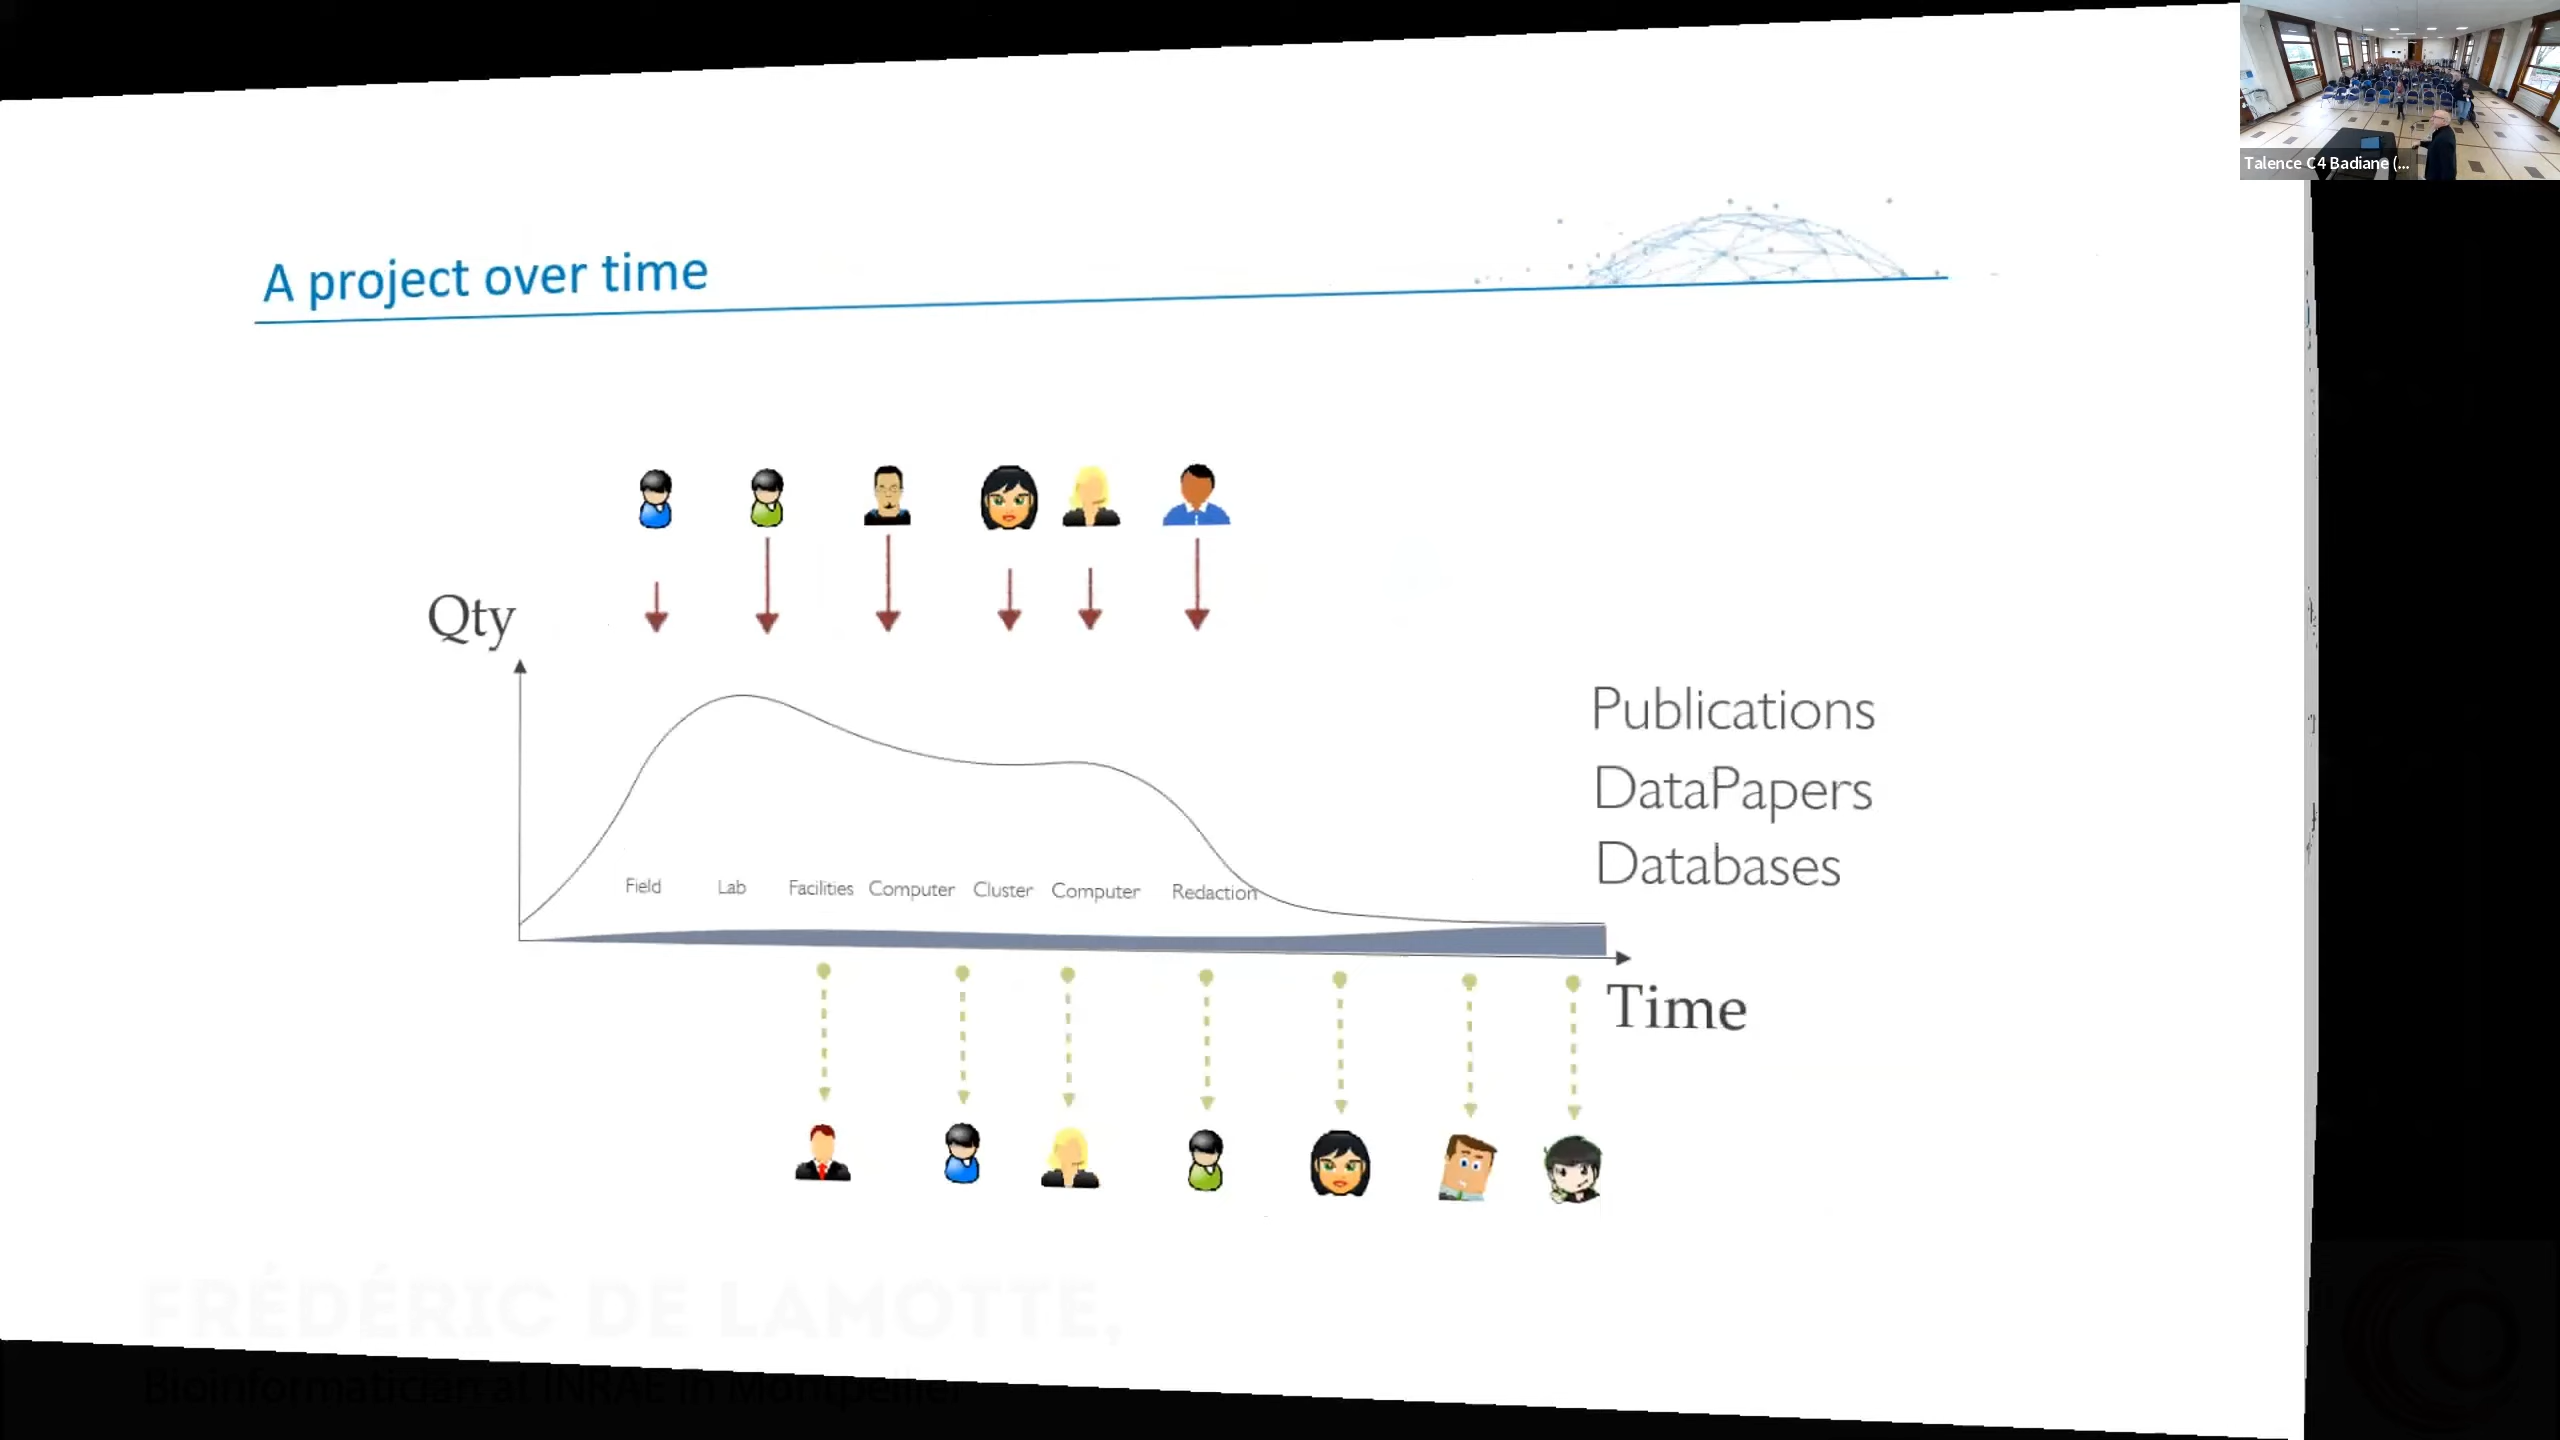 Talence C4 Badiane (...
A project over time
Qty
Publications
DataPapers
Databases
Field Lab Facilities Computer Cluster Computer Redaction
Time
FRÉDÉRIC DE LAMOTTE,
Bioinformatician at INRAE in Montpellier